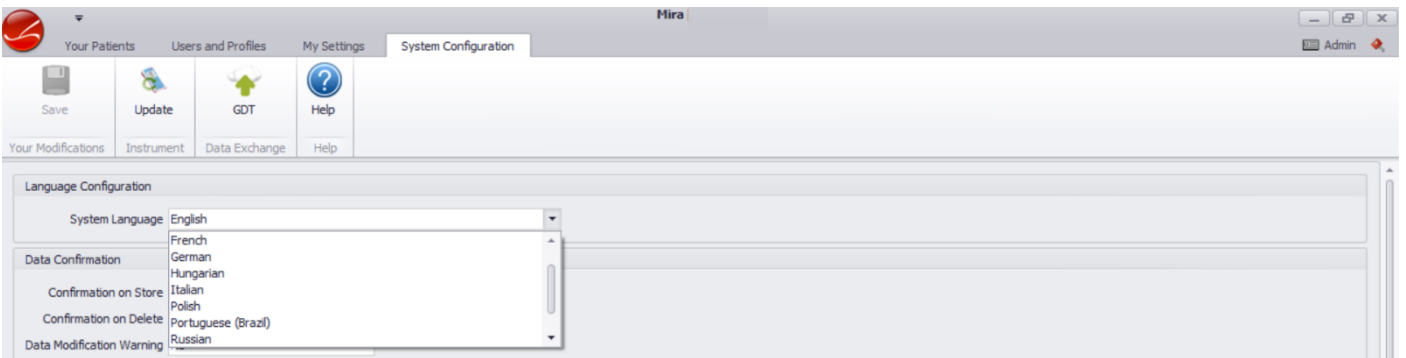 Mira
Your Patients Users and Profiles My Settings System Configuration Admin
Save Update GDT Help
Your Modifications Instrument Data Exchange Help
Language Configuration
System Language English
French
Data Confirmation German
Hungarian
Confirmation on Store Italian
Polish
Confirmation on Delete Portuguese (Brazil)
Data Modification Warning Russian